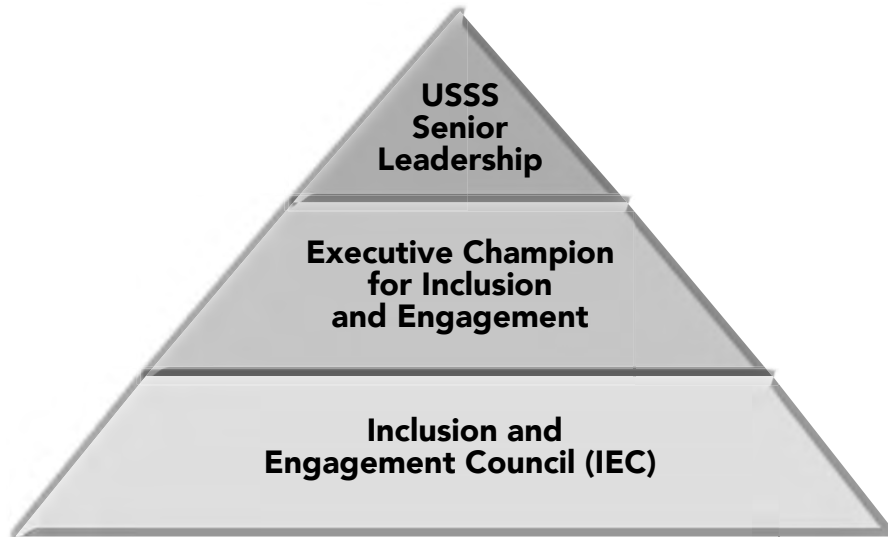 USSS
Senior
Leadership
Executive Champion
for Inclusion
and Engagement
Inclusion and
Engagement Council (IEC)